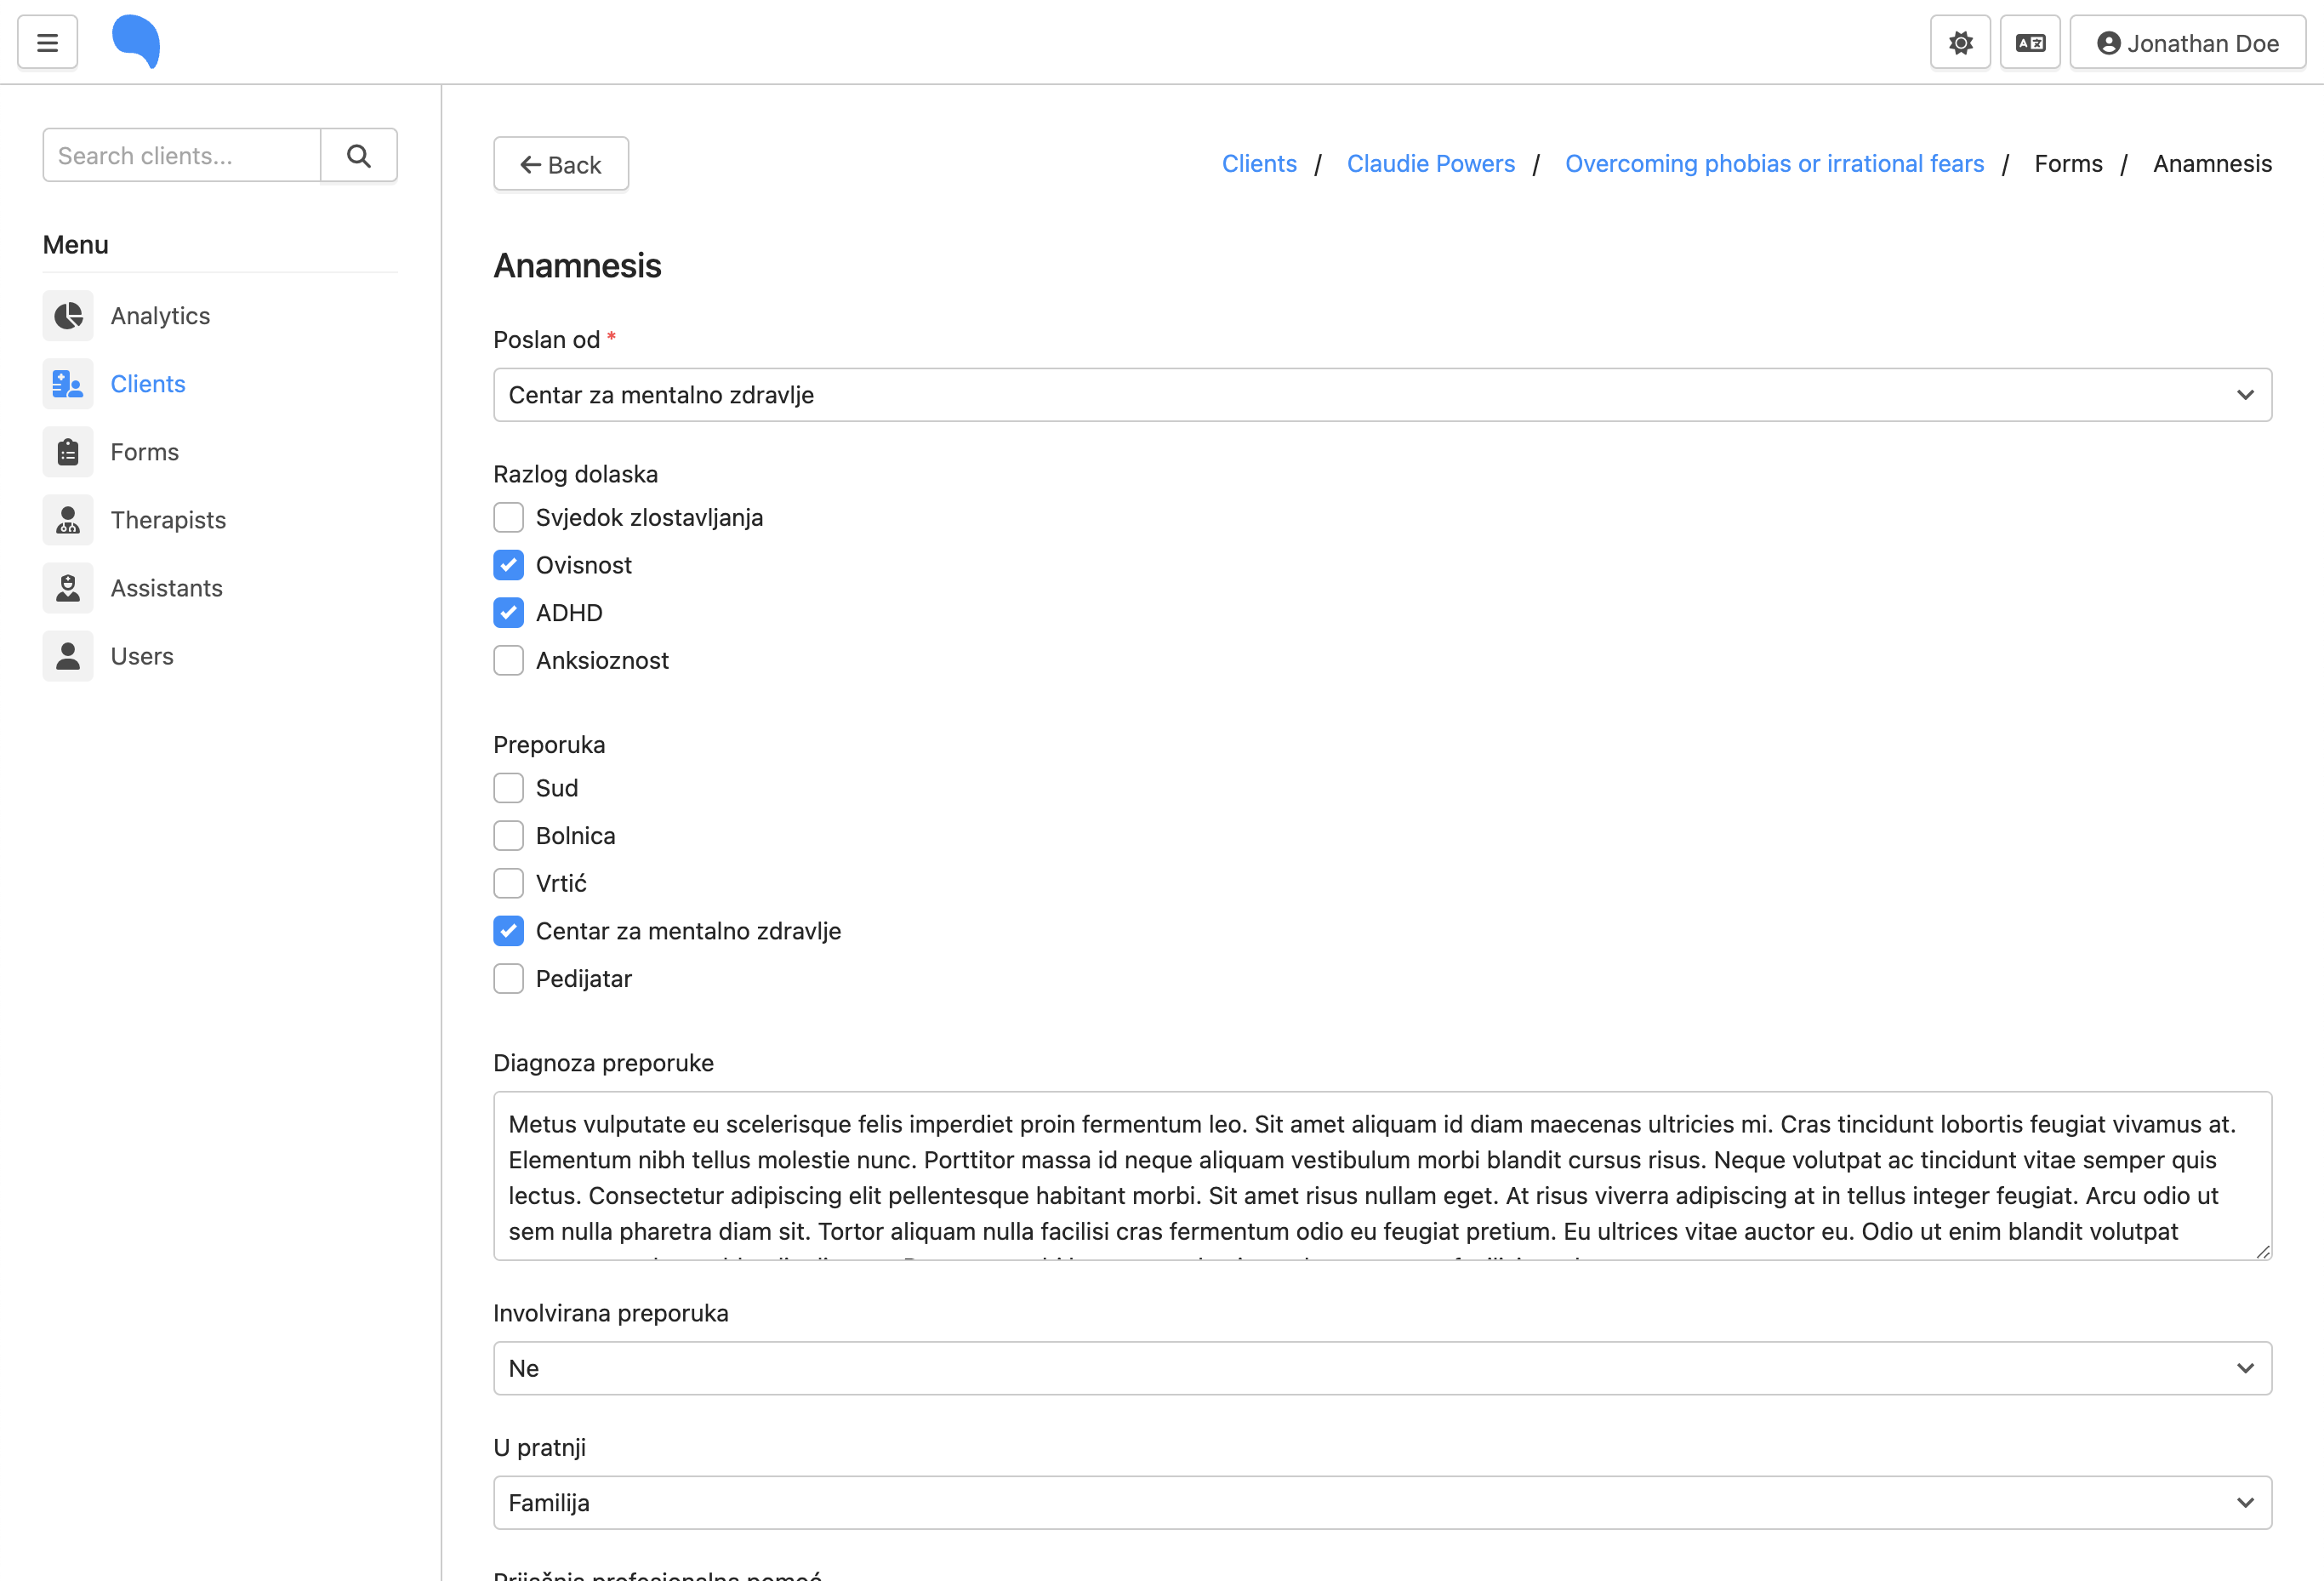 Jonathan Doe
Search clients...
Menu
Analytics
Clients
Forms
Therapists
Assistants
Users
Back
Clients / Claudie Powers / Overcoming phobias or irrational fears / Forms / Anamnesis
Anamnesis
Poslan od *
Centar za mentalno zdravlje
Razlog dolaska
Svjedok zlostavljanja
Ovisnost
ADHD
Anksioznost
Preporuka
Sud
Bolnica
Vrtić
Centar za mentalno zdravlje
Pedijatar
Diagnoza preporuke
Metus vulputate eu scelerisque felis imperdiet proin fermentum leo. Sit amet aliquam id diam maecenas ultricies mi. Cras tincidunt lobortis feugiat vivamus at.
Elementum nibh tellus molestie nunc. Porttitor massa id neque aliquam vestibulum morbi blandit cursus risus. Neque volutpat ac tincidunt vitae semper quis
lectus. Consectetur adipiscing elit pellentesque habitant morbi. Sit amet risus nullam eget. At risus viverra adipiscing at in tellus integer feugiat. Arcu odio ut
sem nulla pharetra diam sit. Tortor aliquam nulla facilisi cras fermentum odio eu feugiat pretium. Eu ultrices vitae auctor eu. Odio ut enim blandit volutpat
Involvirana preporuka
Ne
U pratnji
Familija